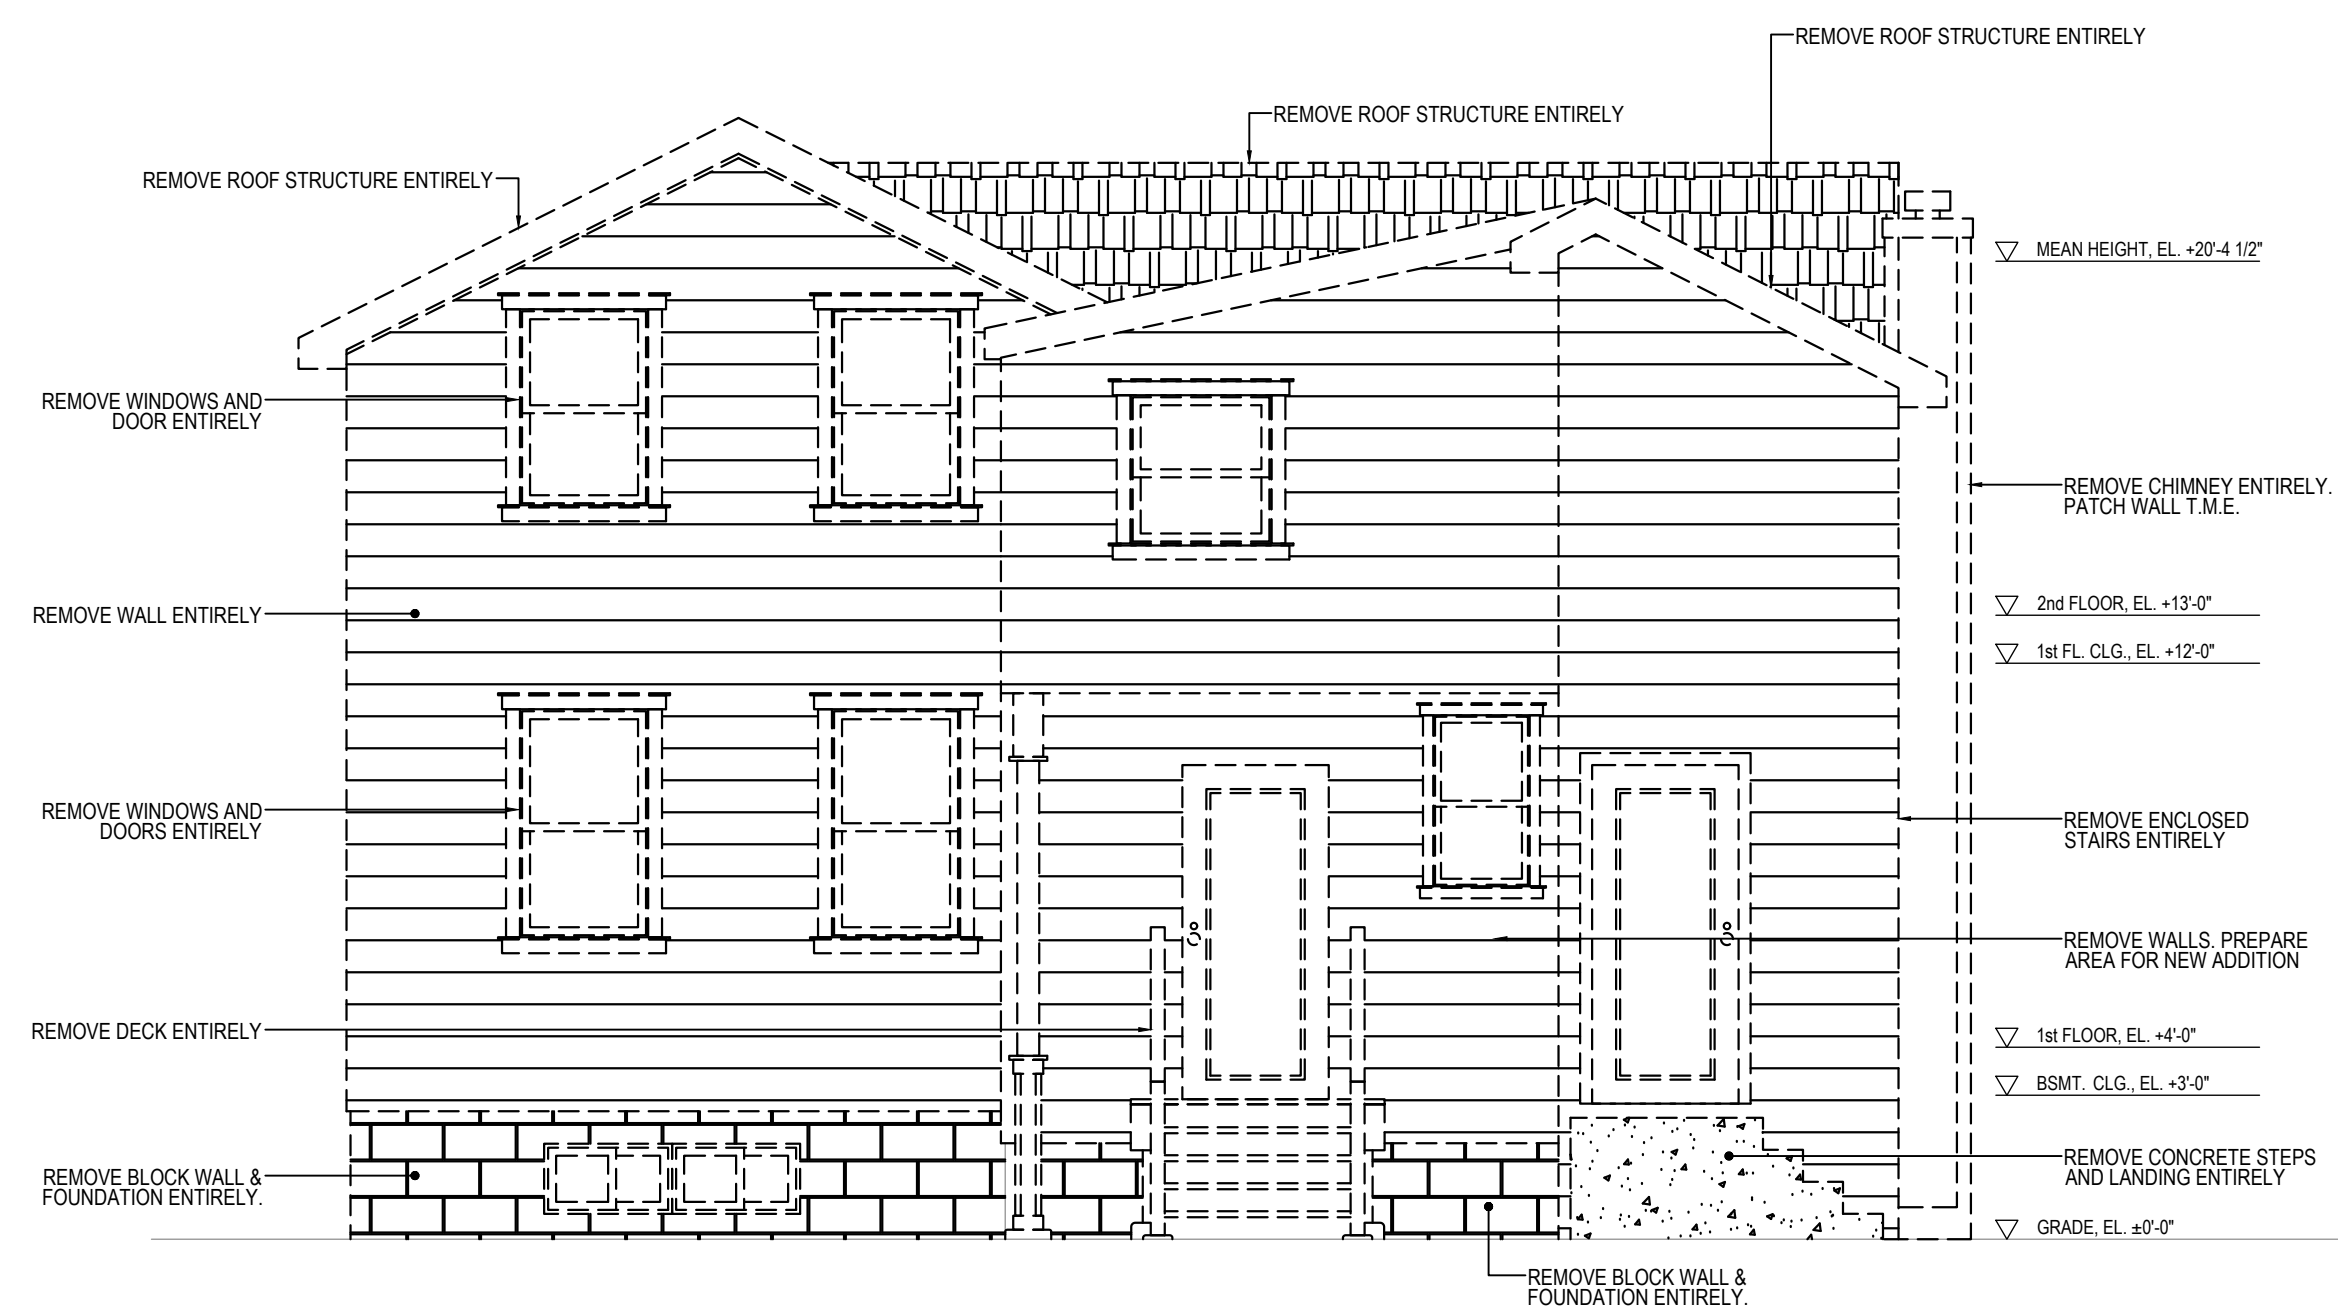 REMOVE ROOF STRUCTURE ENTIRELY
REMOVE ROOF STRUCTURE ENTIRELY
REMOVE ROOF STRUCTURE ENTIRELY
MEAN HEIGHT, EL. +20'-4 1/2"
REMOVE WINDOWS AND
DOOR ENTIRELY
REMOVE CHIMNEY ENTIRELY.
PATCH WALL T.M.E.
2nd FLOOR, EL. +13'-0"
REMOVE WALL ENTIRELY
1st FL. CLG., EL. +12'-0"
REMOVE WINDOWS AND
DOORS ENTIRELY
REMOVE ENCLOSED
STAIRS ENTIRELY
REMOVE WALLS. PREPARE
AREA FOR NEW ADDITION
REMOVE DECK ENTIRELY
1st FLOOR, EL. +4'-0"
BSMT. CLG., EL. +3'-0"
REMOVE BLOCK WALL &
FOUNDATION ENTIRELY.
REMOVE CONCRETE STEPS
AND LANDING ENTIRELY
GRADE, EL. ±0'-0"
REMOVE BLOCK WALL &
FOUNDATION ENTIRELY.